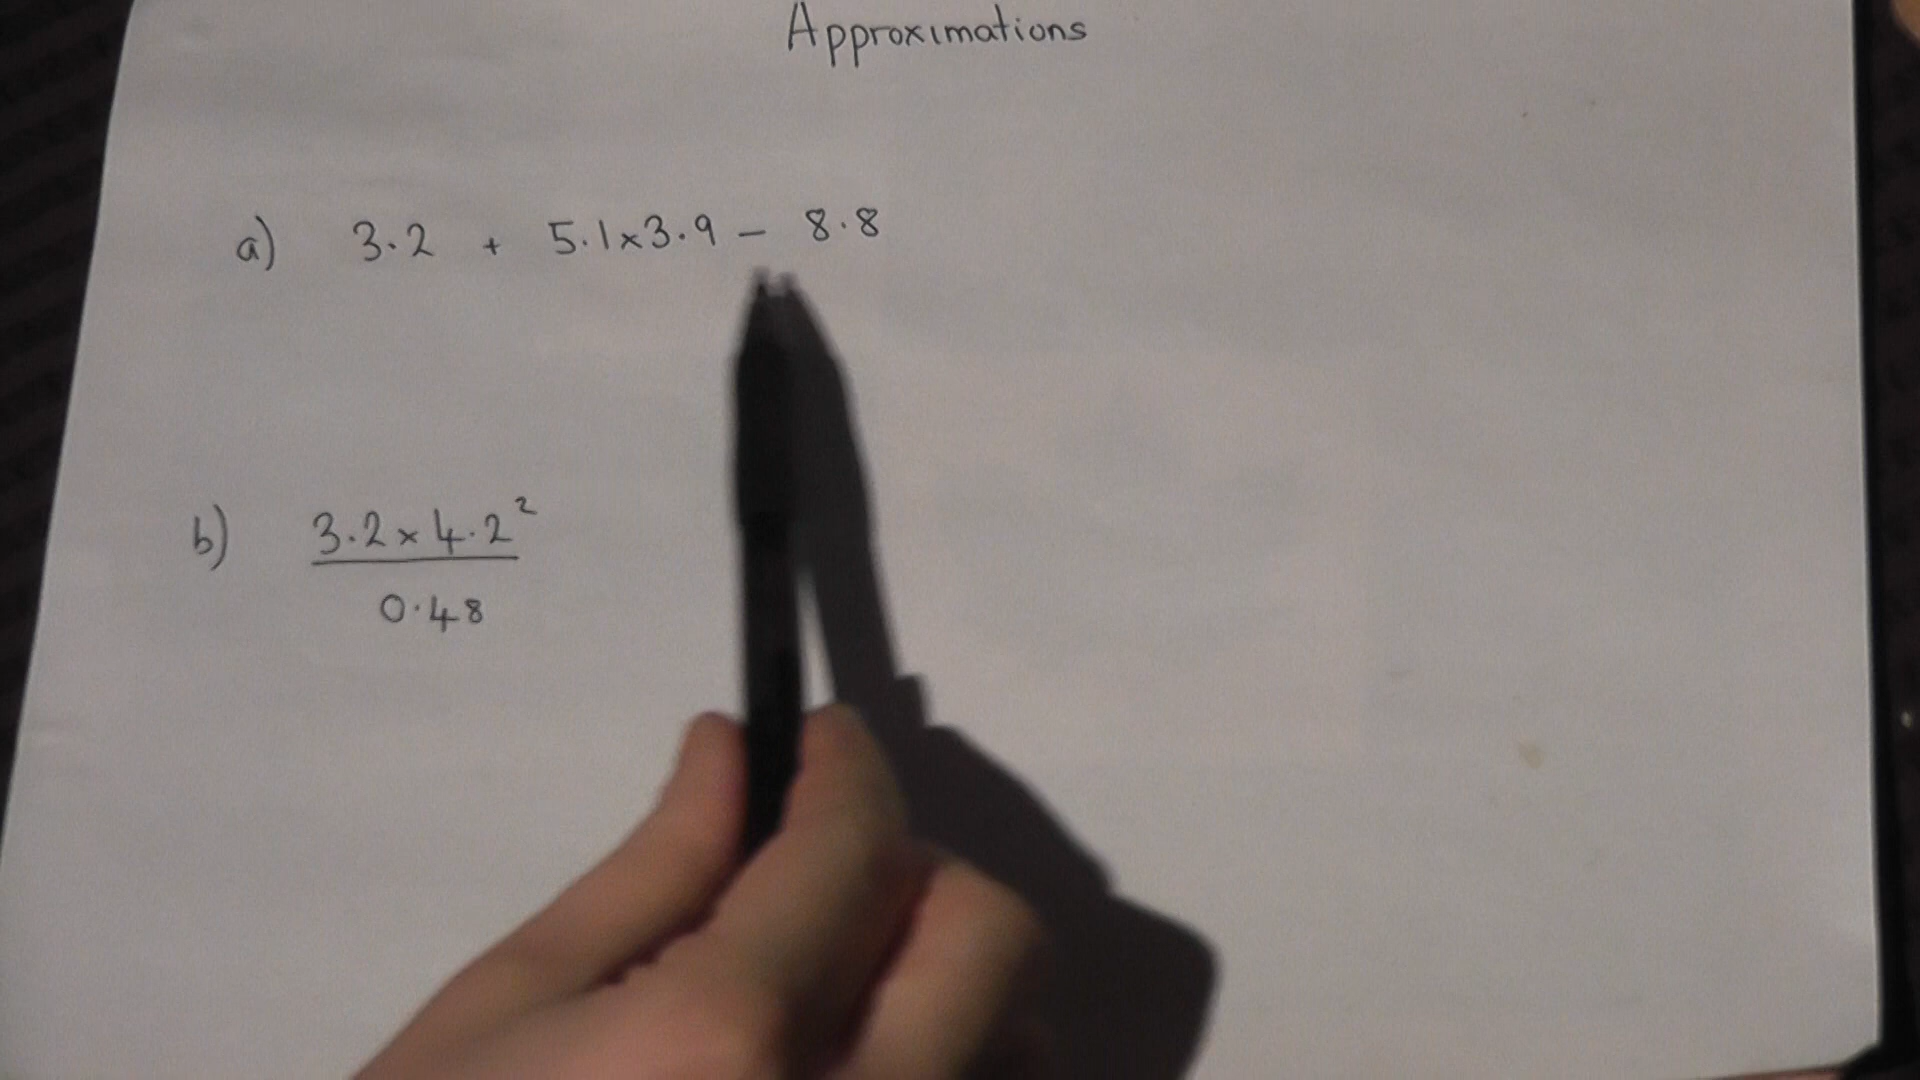 Approximations
a) 3.2 + 5.1×3.9 - 8.8
b) 3.2 × 4.2²
0.48